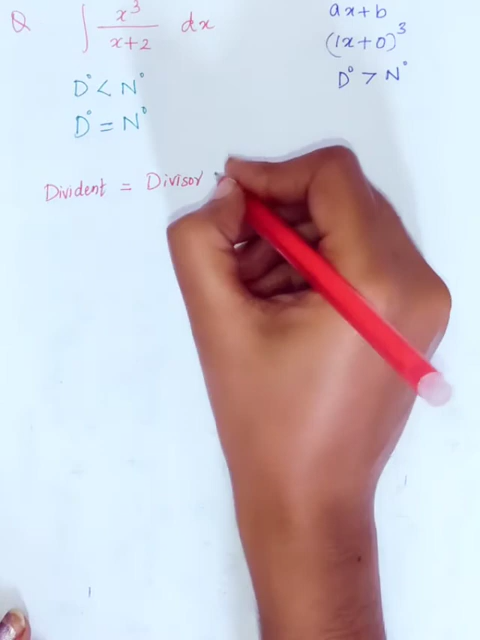 Q ∫ x³/(x+2) dx
D° < N°
D° = N°
Divident = Divisor
ax+b
(1x+0)³
D° > N°